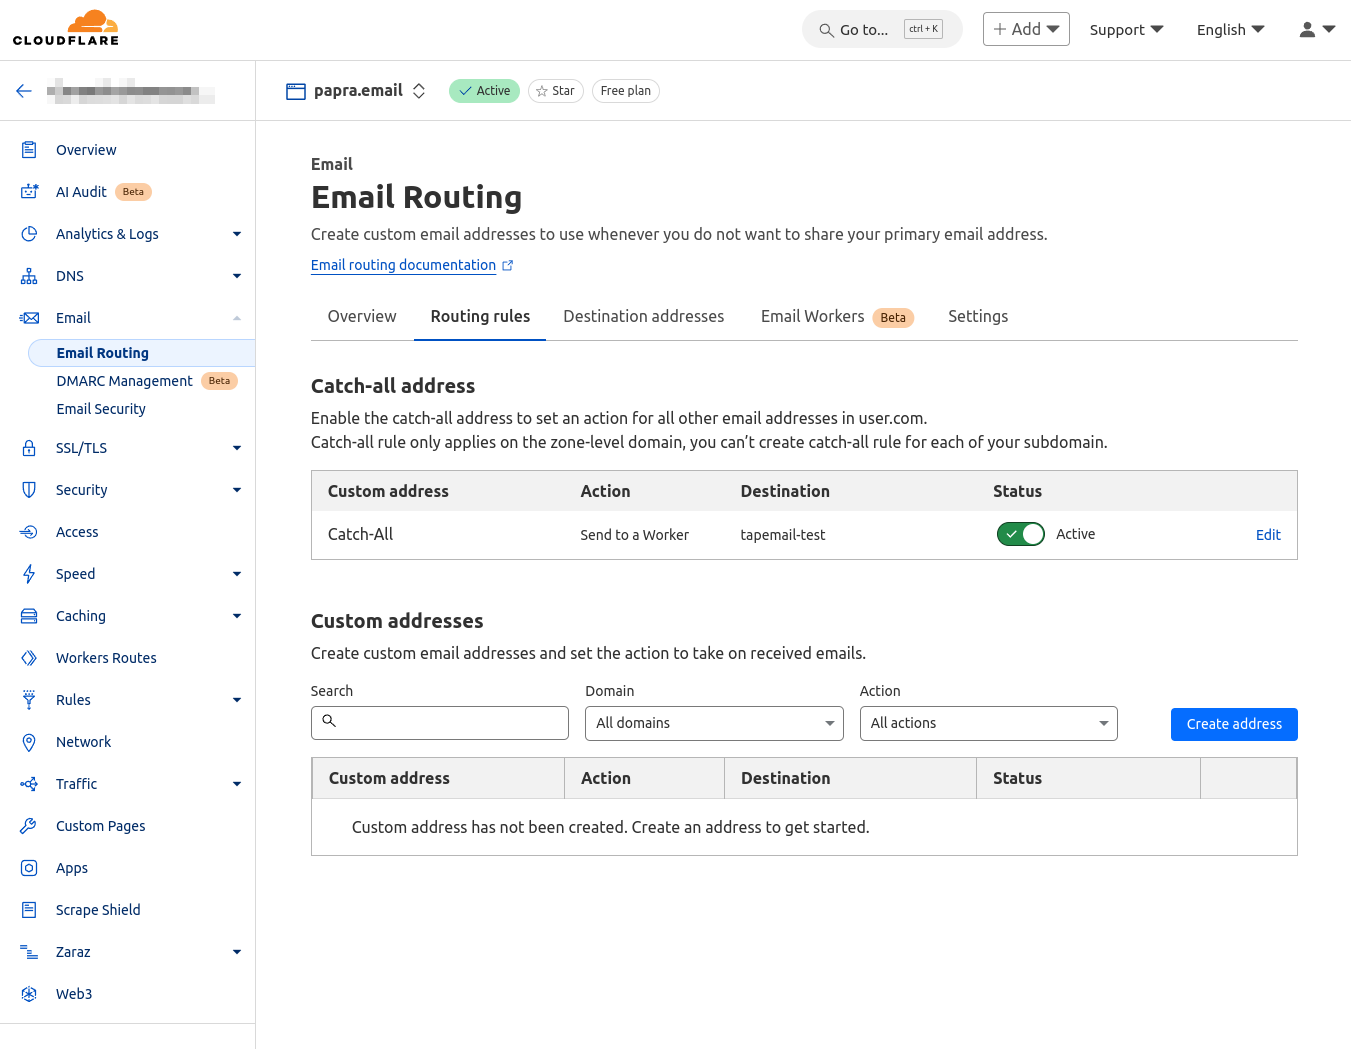 CLOUDFLARE
Go to... ctrl + K
Add
Support
English
papra.email
Active
Star
Free plan
Overview
AI Audit Beta
Analytics & Logs
DNS
Email
Email Routing
DMARC Management Beta
Email Security
SSL/TLS
Security
Access
Speed
Caching
Workers Routes
Rules
Network
Traffic
Custom Pages
Apps
Scrape Shield
Zaraz
Web3
Email
Email Routing
Create custom email addresses to use whenever you do not want to share your primary email address.
Email routing documentation
Overview Routing rules Destination addresses Email Workers Beta Settings
Catch-all address
Enable the catch-all address to set an action for all other email addresses in user.com.
Catch-all rule only applies on the zone-level domain, you can’t create catch-all rule for each of your subdomain.
Custom address Action Destination Status
Catch-All Send to a Worker tapemail-test Active Edit
Custom addresses
Create custom email addresses and set the action to take on received emails.
Search Domain Action
All domains All actions Create address
Custom address Action Destination Status
Custom address has not been created. Create an address to get started.